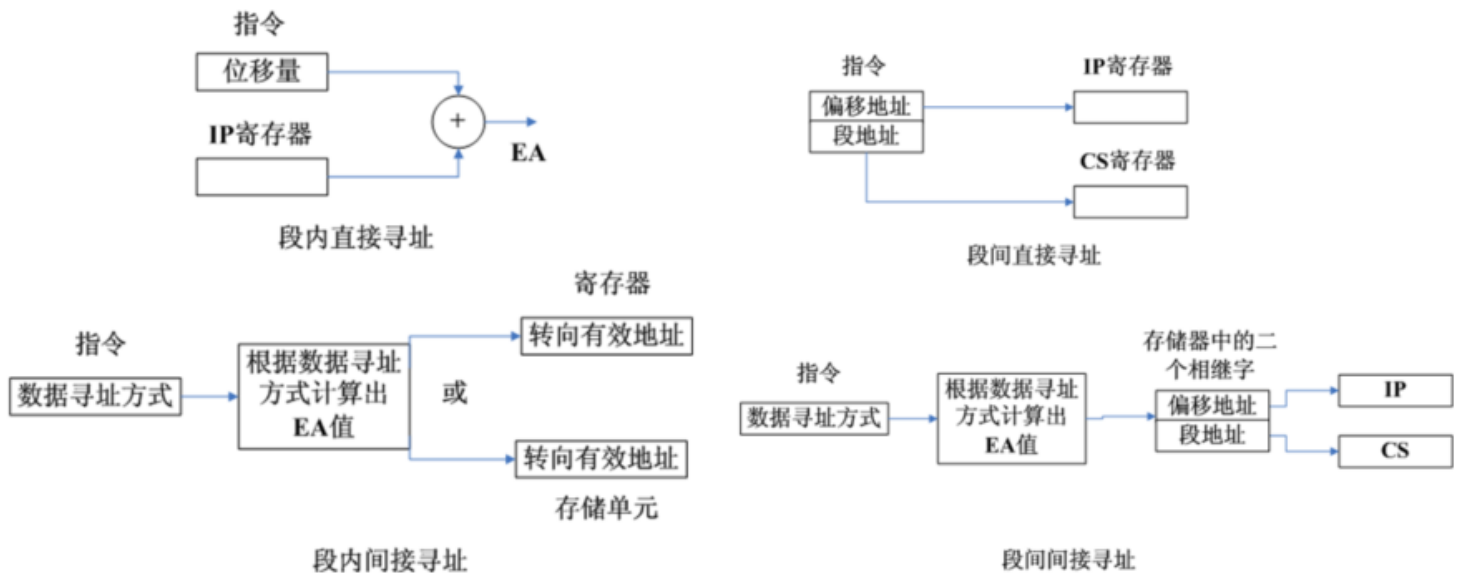 指令
位移量
IP寄存器
+
EA
段内直接寻址
指令
偏移地址
段地址
IP寄存器
CS寄存器
段间直接寻址
指令
数据寻址方式
根据数据寻址
方式计算出
EA值
或
寄存器
转向有效地址
转向有效地址
存储单元
段内间接寻址
指令
数据寻址方式
根据数据寻址
方式计算出
EA值
存储器中的二
个相继字
偏移地址
段地址
IP
CS
段间间接寻址